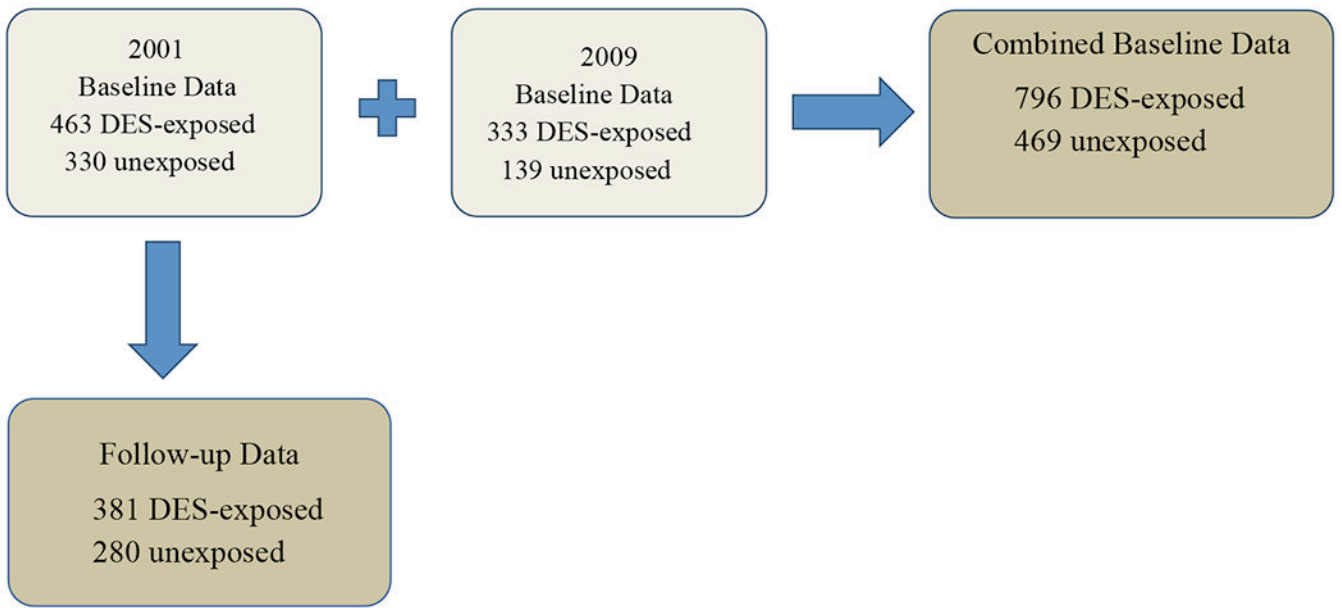 2001
Baseline Data
463 DES-exposed
330 unexposed
2009
Baseline Data
333 DES-exposed
139 unexposed
Combined Baseline Data
796 DES-exposed
469 unexposed
Follow-up Data
381 DES-exposed
280 unexposed